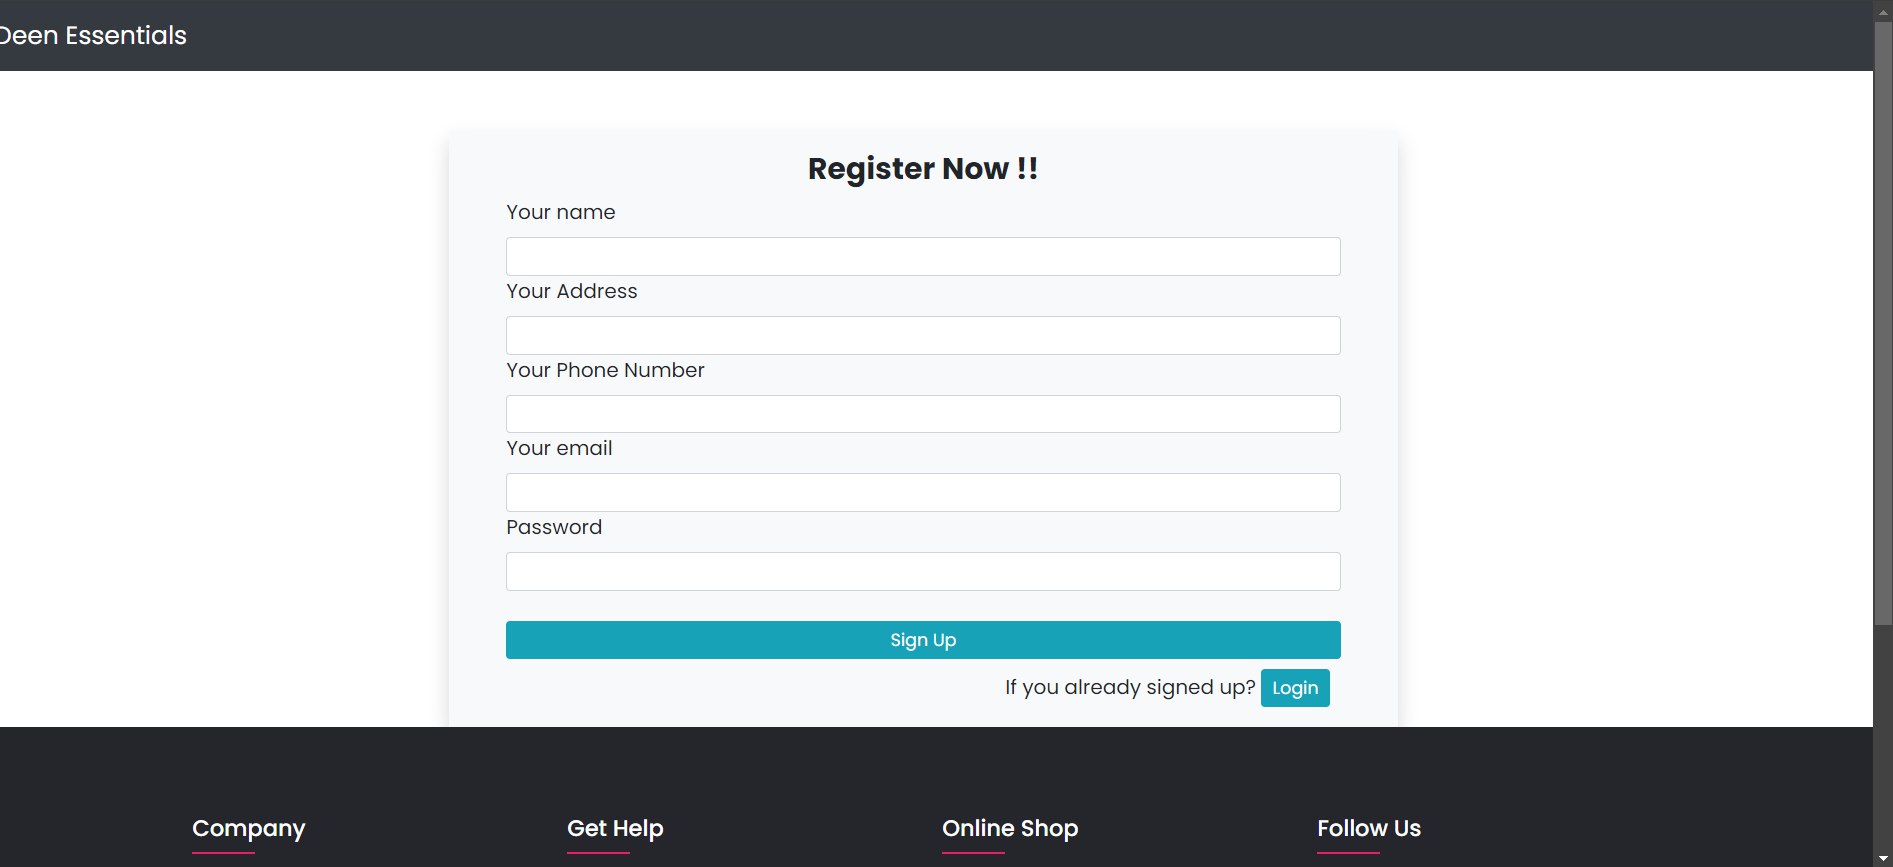 Deen Essentials
Register Now !!
Your name
Your Address
Your Phone Number
Your email
Password
Sign Up
If you already signed up? Login
Company Get Help Online Shop Follow Us